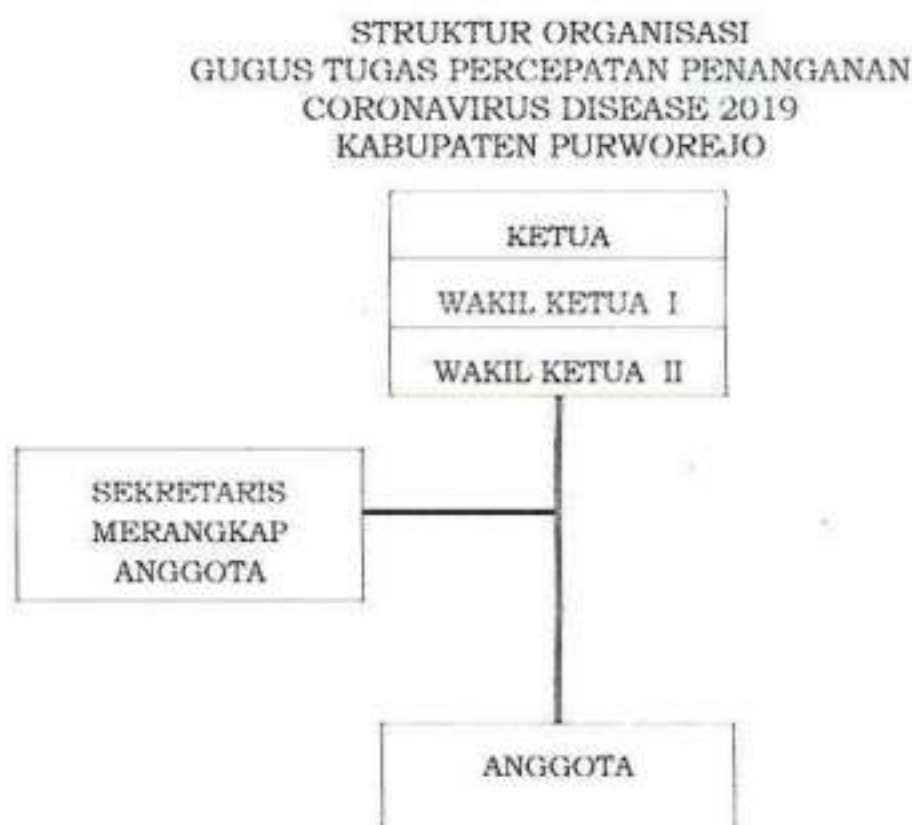 STRUKTUR ORGANISASI
GUGUS TUGAS PERCEPATAN PENANGANAN
CORONAVIRUS DISEASE 2019
KABUPATEN PURWOREJO
KETUA
WAKIL KETUA I
WAKIL KETUA II
SEKRETARIS
MERANGKAP
ANGGOTA
ANGGOTA